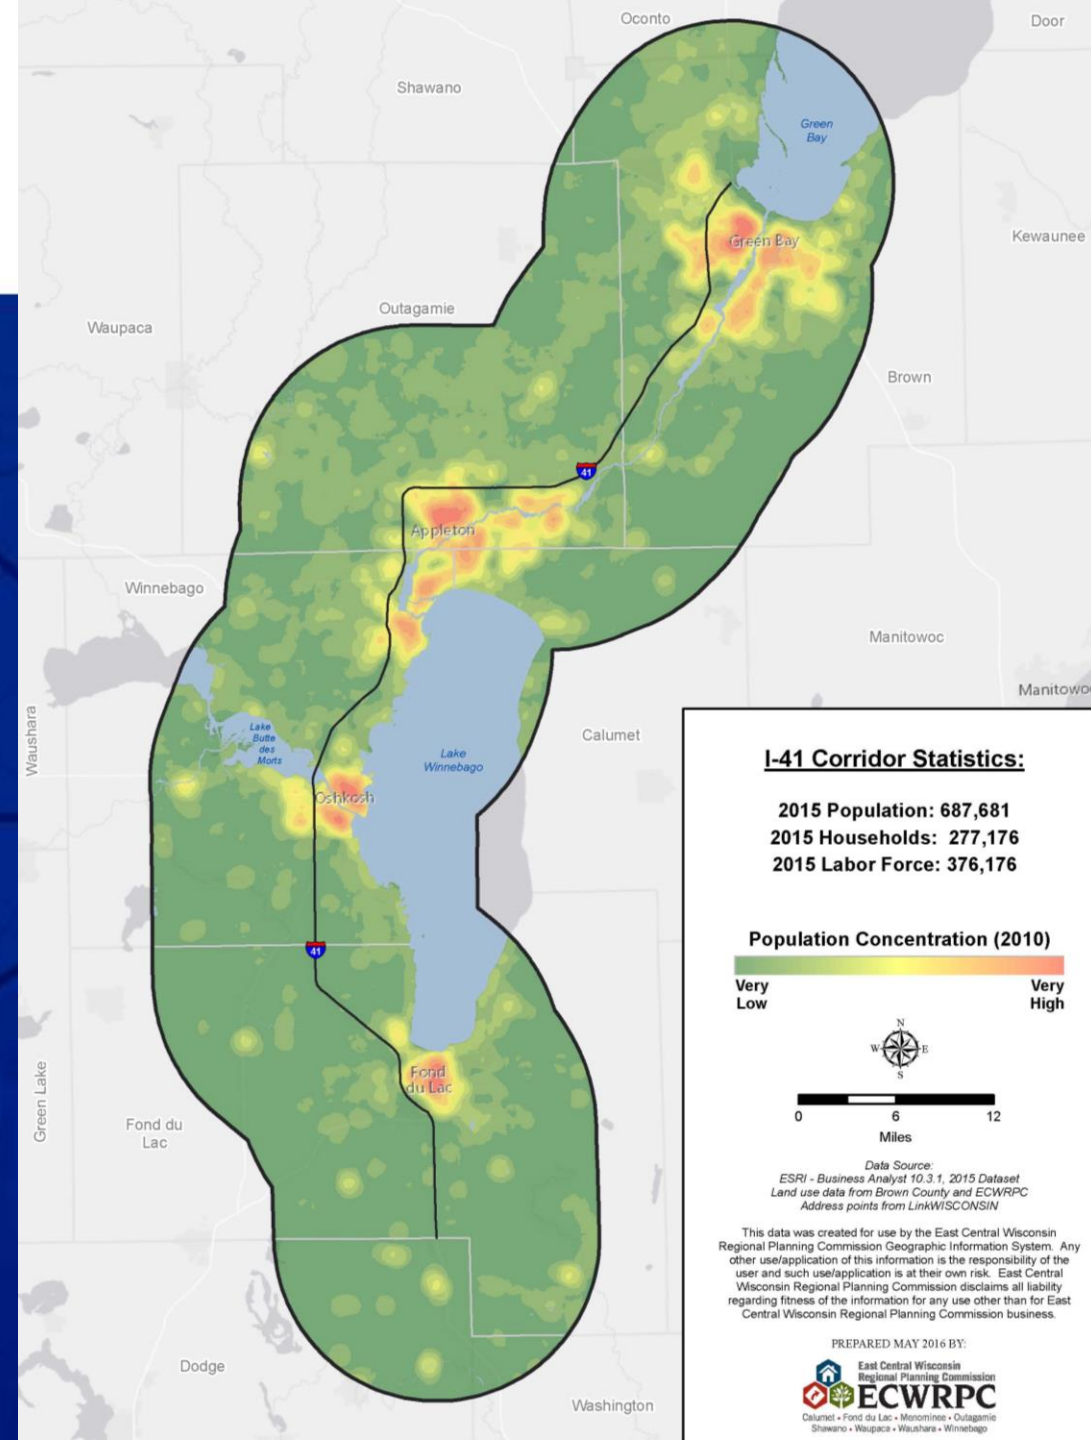 Oconto
Door
Shawano
Green
Bay
Green Bay
Kewaunee
Outagamie
Waupaca
Brown
41
Appleton
Winnebago
Manitowoc
Manitowo
Waushara
Lake
Butte
des
Morts
Lake
Winnebago
Calumet
Oshkosh
41
Green Lake
Fond
du Lac
Fond du
Lac
Dodge
Washington
I-41 Corridor Statistics:
2015 Population: 687,681
2015 Households: 277,176
2015 Labor Force: 376,176
Population Concentration (2010)
Very
Low
Very
High
N
W E
S
0 6 12
Miles
Data Source:
ESRI - Business Analyst 10.3.1, 2015 Dataset
Land use data from Brown County and ECWRPC
Address points from LinkWISCONSIN
This data was created for use by the East Central Wisconsin
Regional Planning Commission Geographic Information System. Any
other use/application of this information is the responsibility of the
user and such use/application is at their own risk. East Central
Wisconsin Regional Planning Commission disclaims all liability
regarding fitness of the information for any use other than for East
Central Wisconsin Regional Planning Commission business.
PREPARED MAY 2016 BY:
East Central Wisconsin
Regional Planning Commission
ECWRPC
Calumet • Fond du Lac • Menominee • Outagamie
Shawano • Waupaca • Waushara • Winnebago